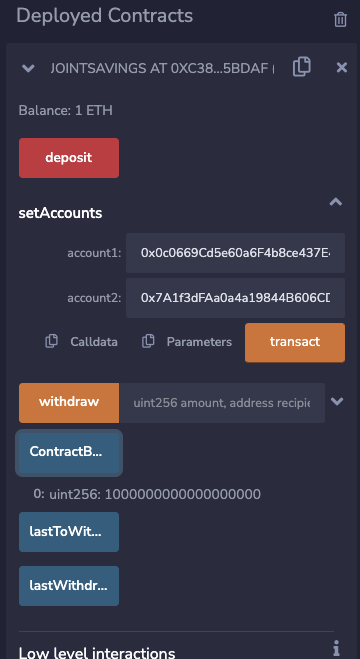 Deployed Contracts
JOINTSAVINGS AT 0XC38...5BDAF (
Balance: 1 ETH
deposit
setAccounts
account1: 0x0c0669Cd5e60a6F4b8ce437E
account2: 0x7A1f3dFAa0a4a19844B606CD
Calldata Parameters transact
withdraw uint256 amount, address recipie
ContractB...
0: uint256: 1000000000000000000
lastToWit...
lastWithdr...
Low level interactions